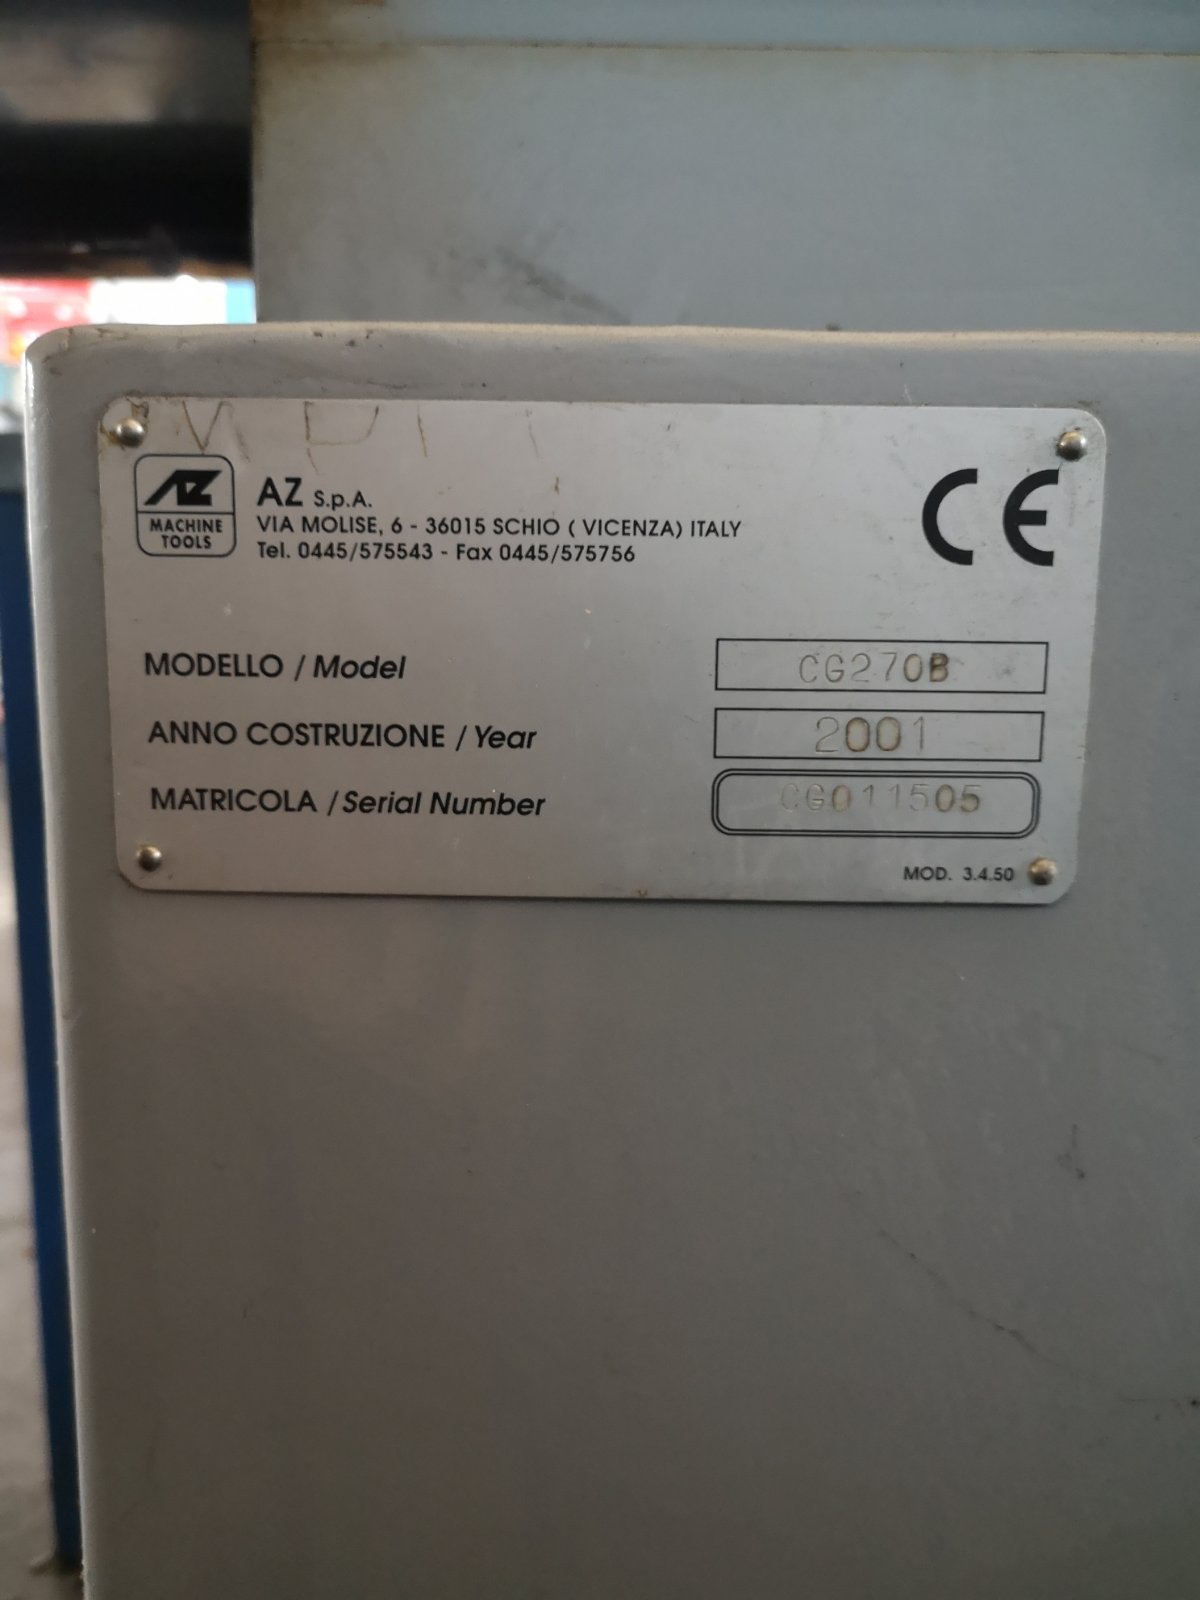 AZ
MACHINE
TOOLS
AZ S.p.A.
VIA MOLISE, 6 - 36015 SCHIO ( VICENZA) ITALY
Tel. 0445/575543 - Fax 0445/575756
CE
MODELLO / Model CG270B
ANNO COSTRUZIONE / Year 2001
MATRICOLA / Serial Number CG011505
MOD. 3.4.50